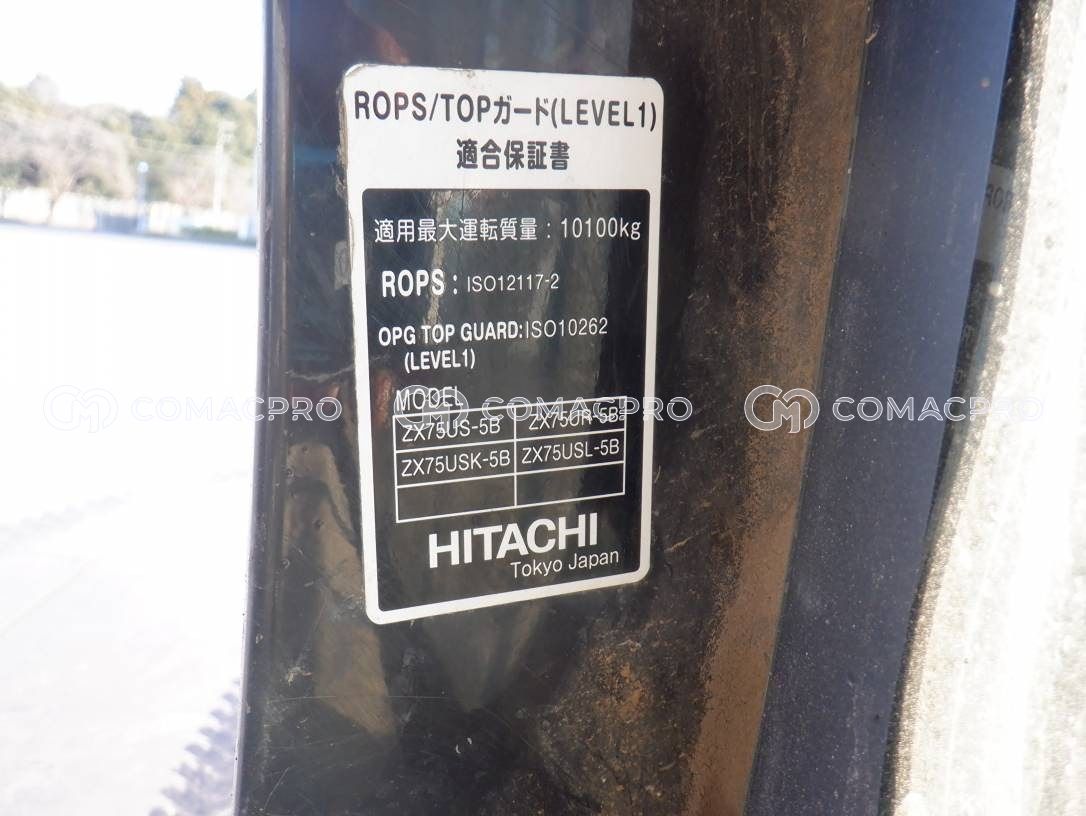 ROPS/TOPガード(LEVEL1)
適合保証書
適用最大運転質量：10100kg
ROPS：ISO12117-2
OPG TOP GUARD:ISO10262
(LEVEL1)
MODEL
COMACPRO COMACPRO COMACPRO
ZX75US-5B ZX75UR-5B
ZX75USK-5B ZX75USL-5B
HITACHI
Tokyo Japan